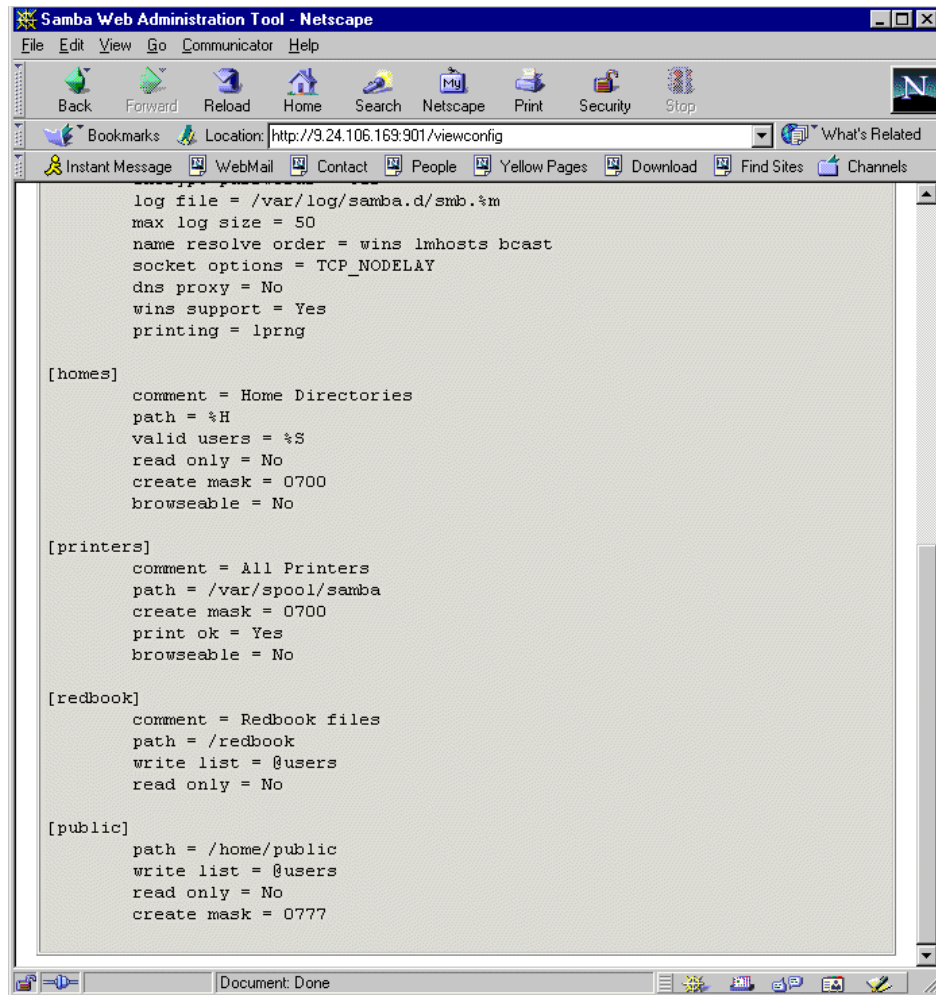 Samba Web Administration Tool - Netscape
File Edit View Go Communicator Help
Back Forward Reload Home Search Netscape Print Security Stop
My
N
Bookmarks Location: http://9.24.106.169:901/viewconfig What's Related
Instant Message WebMail Contact People Yellow Pages Download Find Sites Channels
log file = /var/log/samba.d/smb.%m
max log size = 50
name resolve order = wins lmhosts bcast
socket options = TCP_NODELAY
dns proxy = No
wins support = Yes
printing = lprng
[homes]
comment = Home Directories
path = %H
valid users = %S
read only = No
create mask = 0700
browseable = No
[printers]
comment = All Printers
path = /var/spool/samba
create mask = 0700
print ok = Yes
browseable = No
[redbook]
comment = Redbook files
path = /redbook
write list = @users
read only = No
[public]
path = /home/public
write list = @users
read only = No
create mask = 0777
Document: Done